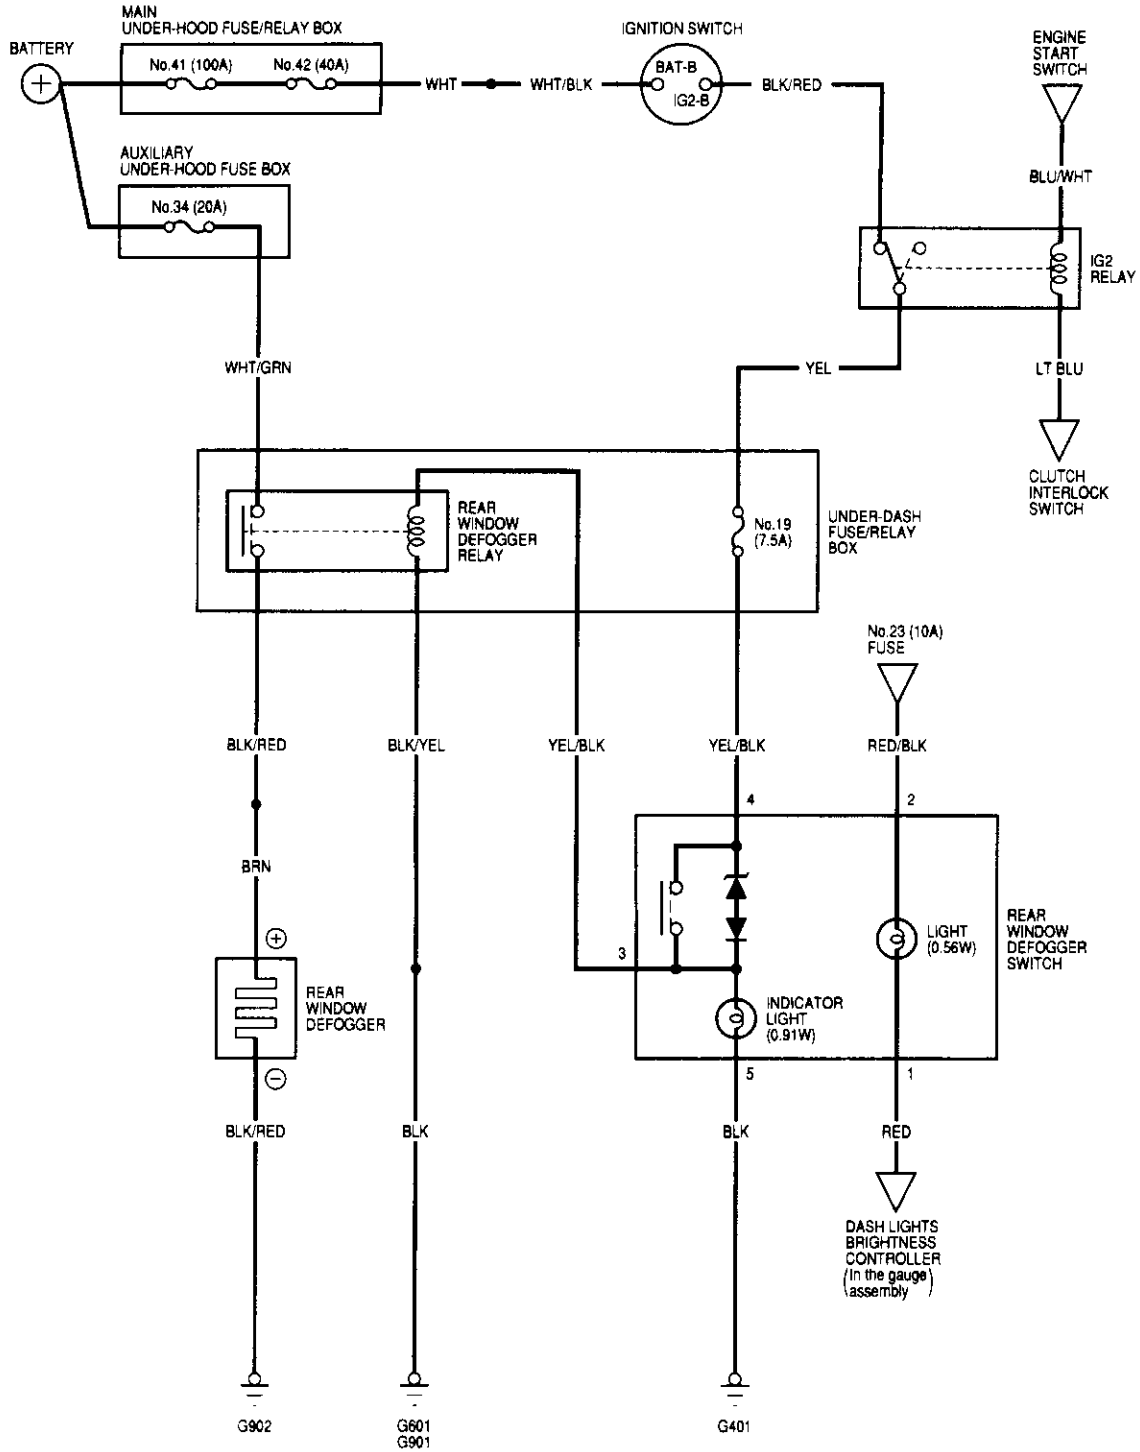 MAIN
UNDER-HOOD FUSE/RELAY BOX
BATTERY
+
No.41 (100A)
No.42 (40A)
WHT
WHT/BLK
IGNITION SWITCH
BAT-B
IG2-B
BLK/RED
ENGINE
START
SWITCH
AUXILIARY
UNDER-HOOD FUSE BOX
No.34 (20A)
BLU/WHT
IG2
RELAY
WHT/GRN
YEL
LT BLU
CLUTCH
INTERLOCK
SWITCH
REAR
WINDOW
DEFOGGER
RELAY
No.19
(7.5A)
UNDER-DASH
FUSE/RELAY
BOX
No.23 (10A)
FUSE
BLK/RED
BLK/YEL
YEL/BLK
YEL/BLK
RED/BLK
4
2
BRN
+
3
LIGHT
(0.56W)
REAR
WINDOW
DEFOGGER
SWITCH
REAR
WINDOW
DEFOGGER
INDICATOR
LIGHT
(0.91W)
−
5
1
BLK/RED
BLK
BLK
RED
DASH LIGHTS
BRIGHTNESS
CONTROLLER
(In the gauge
assembly)
G902
G601
G901
G401